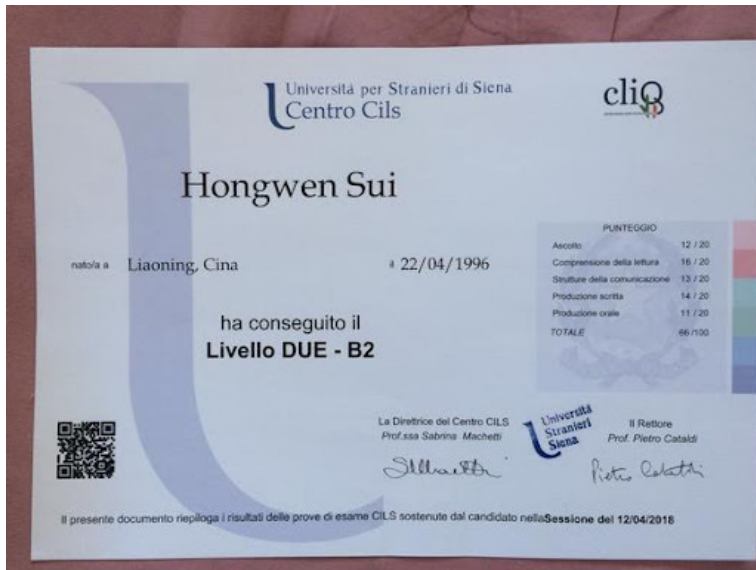 Università per Stranieri di Siena
Centro Cils
cliq
Hongwen Sui
nato/a a Liaoning, Cina il 22/04/1996
ha conseguito il
Livello DUE - B2
PUNTEGGIO
Ascolto 12 / 20
Comprensione della lettura 16 / 20
Strutture della comunicazione 13 / 20
Produzione scritta 14 / 20
Produzione orale 11 / 20
TOTALE 66 /100
La Direttrice del Centro CILS
Prof.ssa Sabrina Machetti
Università
Stranieri
Siena
Il Rettore
Prof. Pietro Cataldi
Pietro Cataldi
Il presente documento riepiloga i risultati delle prove di esame CILS sostenute dal candidato nellaSessione del 12/04/2018